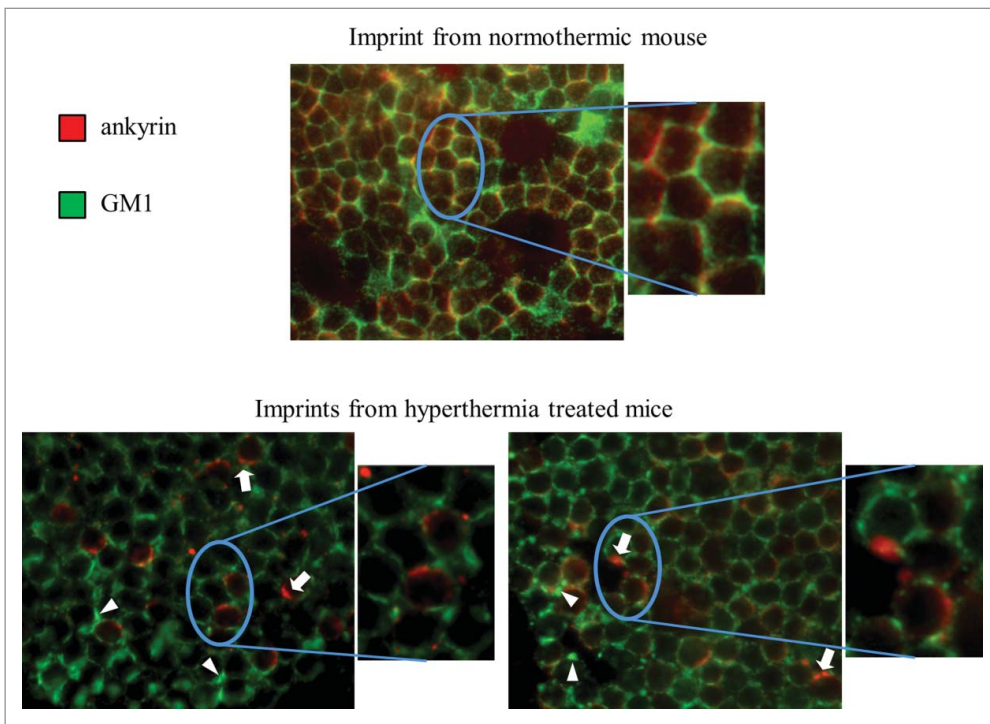 Imprint from normothermic mouse
ankyrin
GM1
Imprints from hyperthermia treated mice